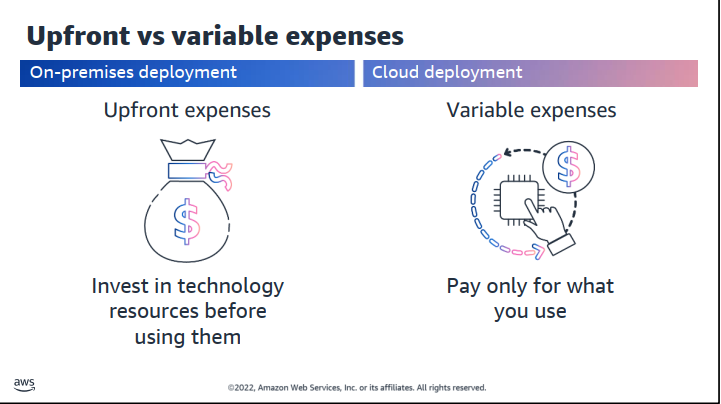 Upfront vs variable expenses
On-premises deployment
Cloud deployment
Upfront expenses
Variable expenses
$
$
Invest in technology
resources before
using them
Pay only for what
you use
aws
©2022, Amazon Web Services, Inc. or its affiliates. All rights reserved.